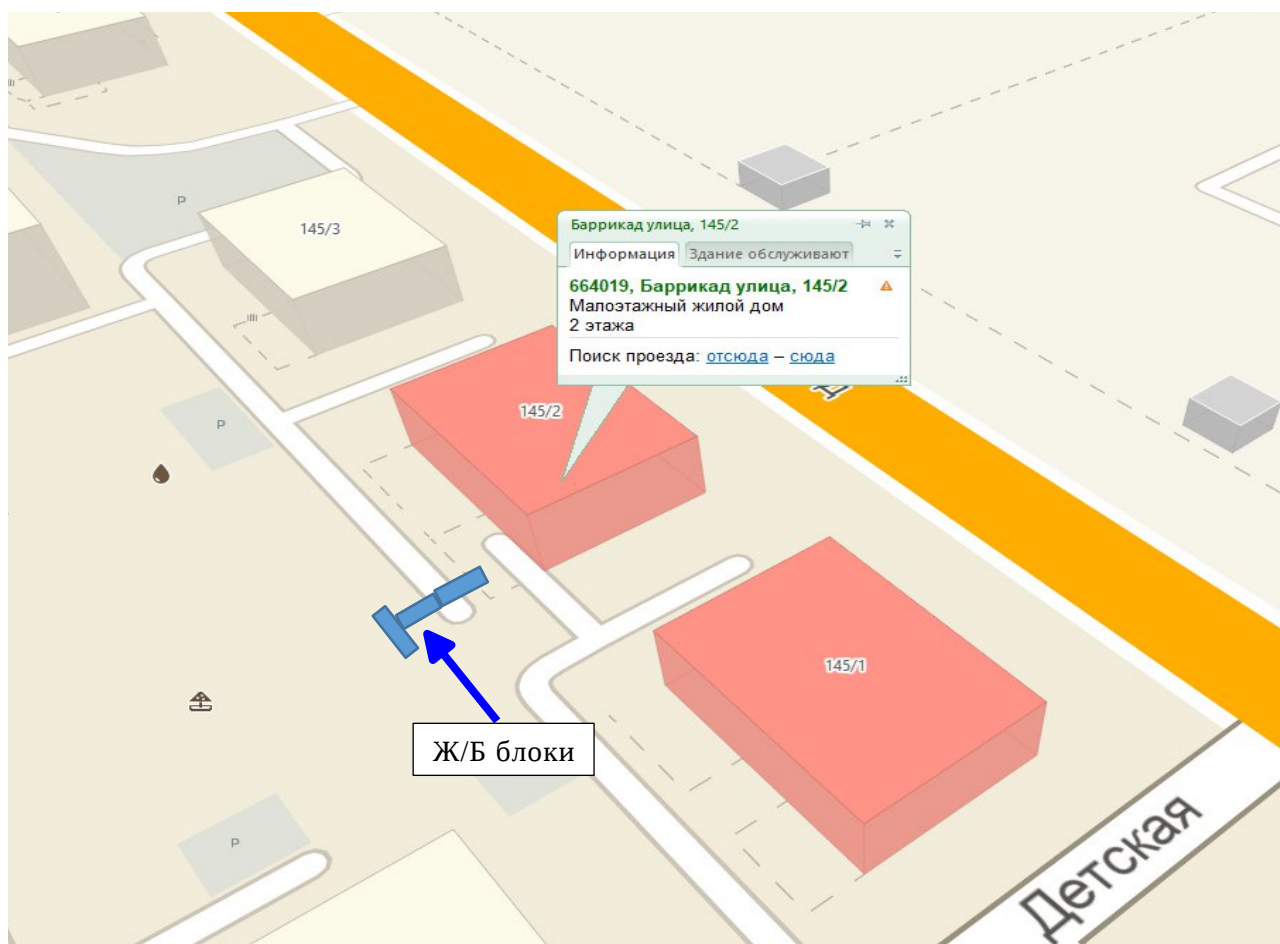 P
145/3
Баррикад улица, 145/2
Информация
Здание обслуживают
664019, Баррикад улица, 145/2
Малоэтажный жилой дом
2 этажа
Поиск проезда: отсюда – сюда
145/2
P
145/1
Ж/Б блоки
P
Детская